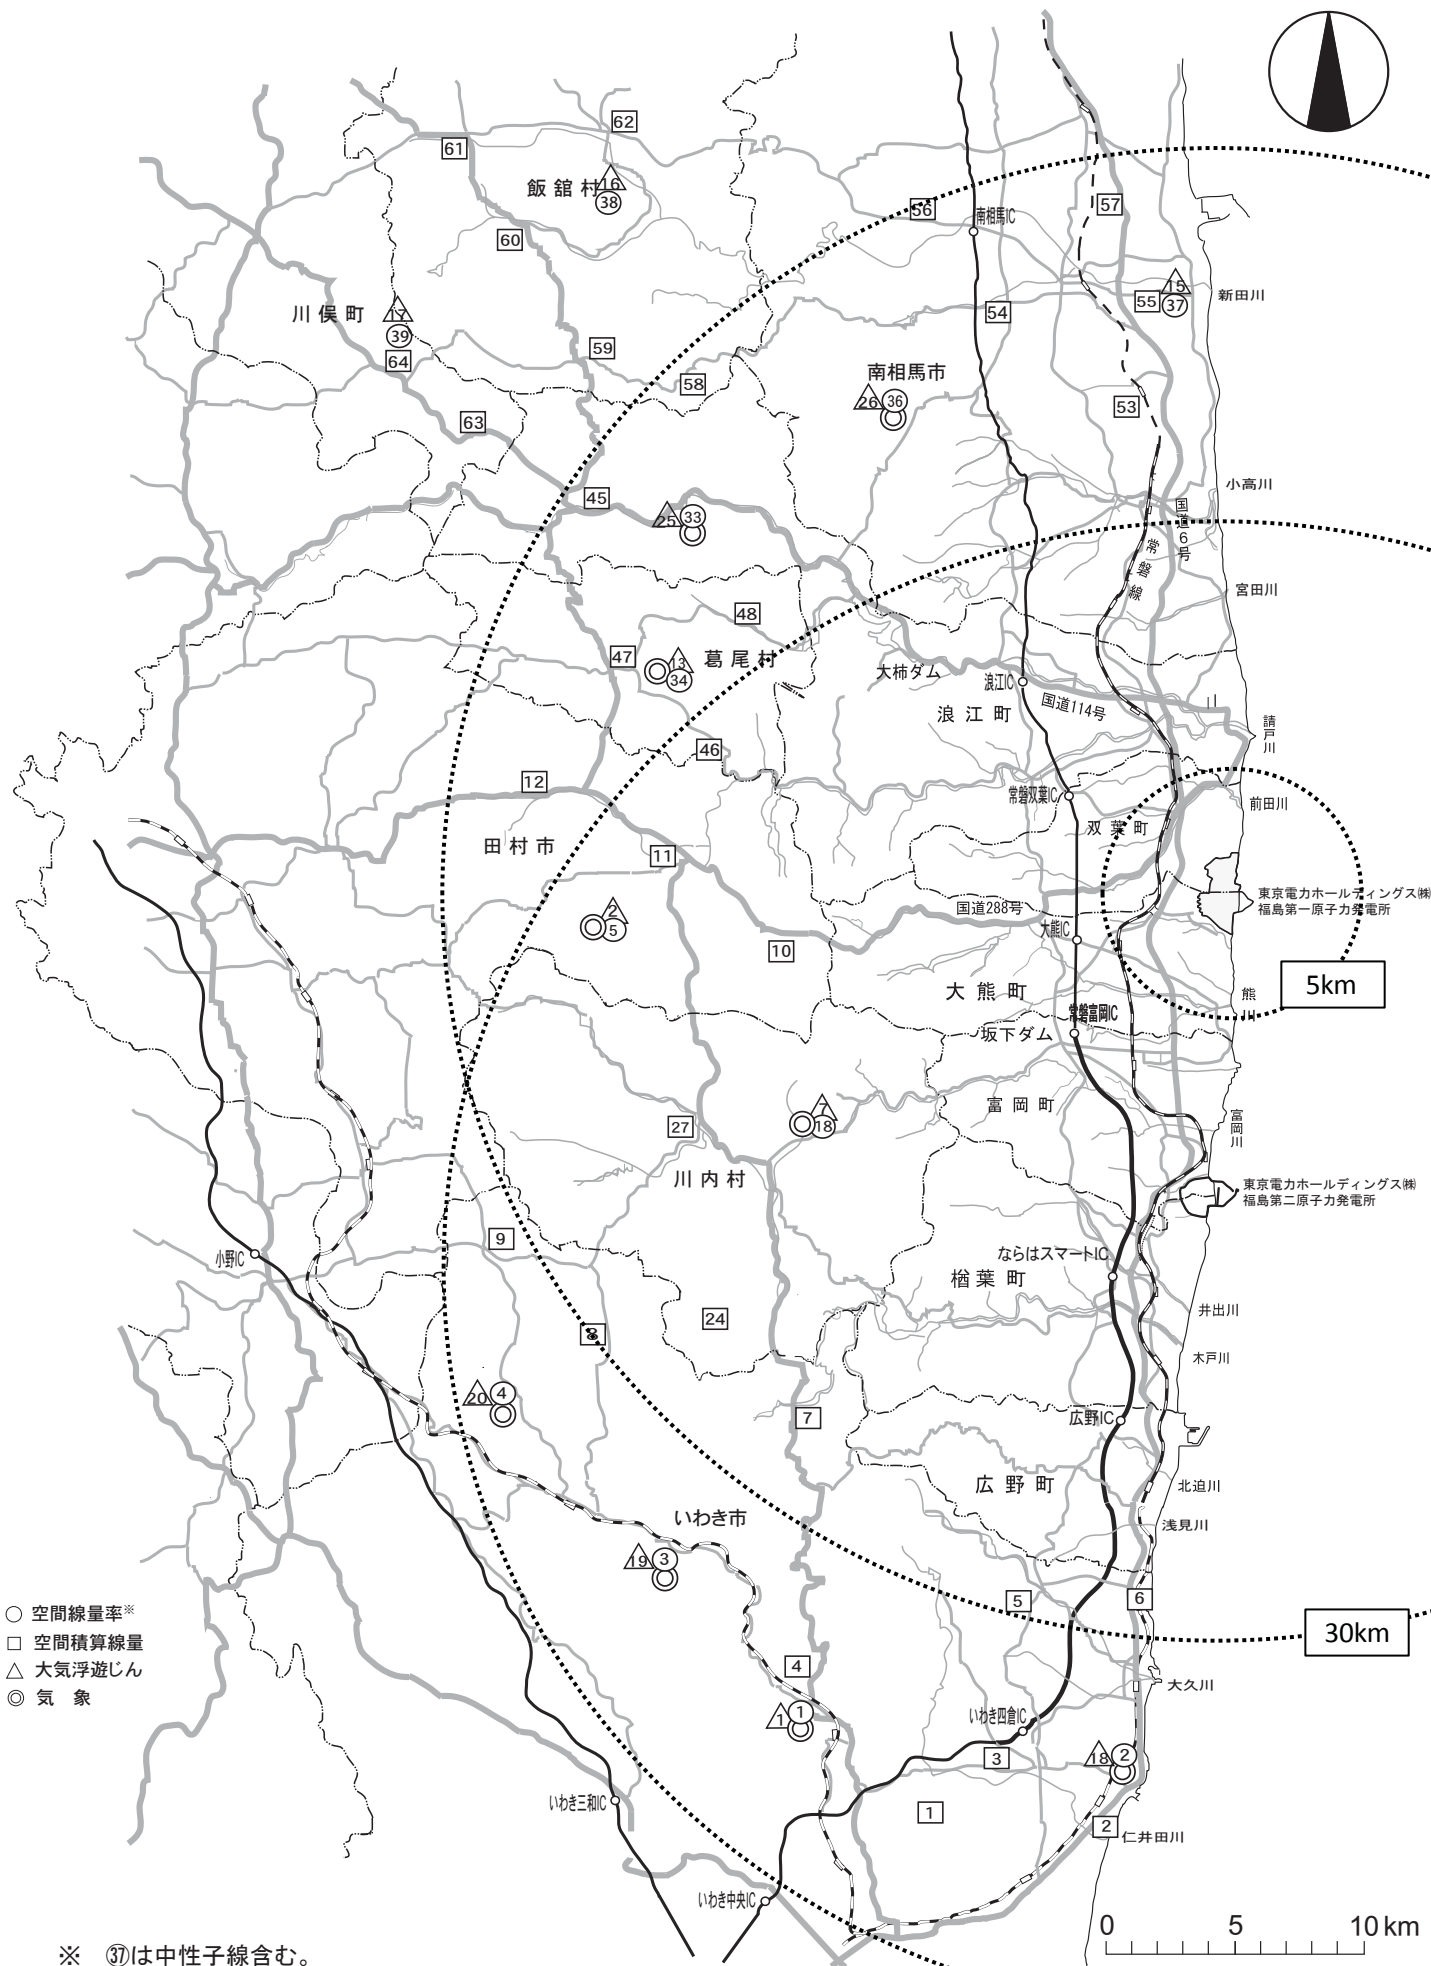 62
61
飯舘村
16
38
57
56
南相馬IC
60
15
55
37
新田川
川俣町
17
39
54
59
64
58
南相馬市
26
36
53
63
小高川
45
25
33
国道6号
常磐線
宮田川
48
47
13
34
葛尾村
大柿ダム
浪江IC
国道114号
浪江町
川
請戸川
46
12
常磐双葉IC
前田川
双葉町
田村市
11
東京電力ホールディングス㈱
福島第一原子力発電所
2
5
国道288号
大熊IC
10
5km
大熊町
熊川
常磐富岡IC
坂下ダム
富岡町
7
18
27
富岡川
川内村
東京電力ホールディングス㈱
福島第二原子力発電所
9
小野IC
ならはスマートIC
楢葉町
井出川
24
8
木戸川
20
4
7
広野IC
広野町
北迫川
いわき市
浅見川
19
3
5
6
○ 空間線量率※
□ 空間積算線量
△ 大気浮遊じん
◎ 気 象
30km
4
大久川
1
1
いわき四倉IC
3
18
2
いわき三和IC
1
2
仁井田川
いわき中央IC
0 5 10km
※ ㊲は中性子線含む。